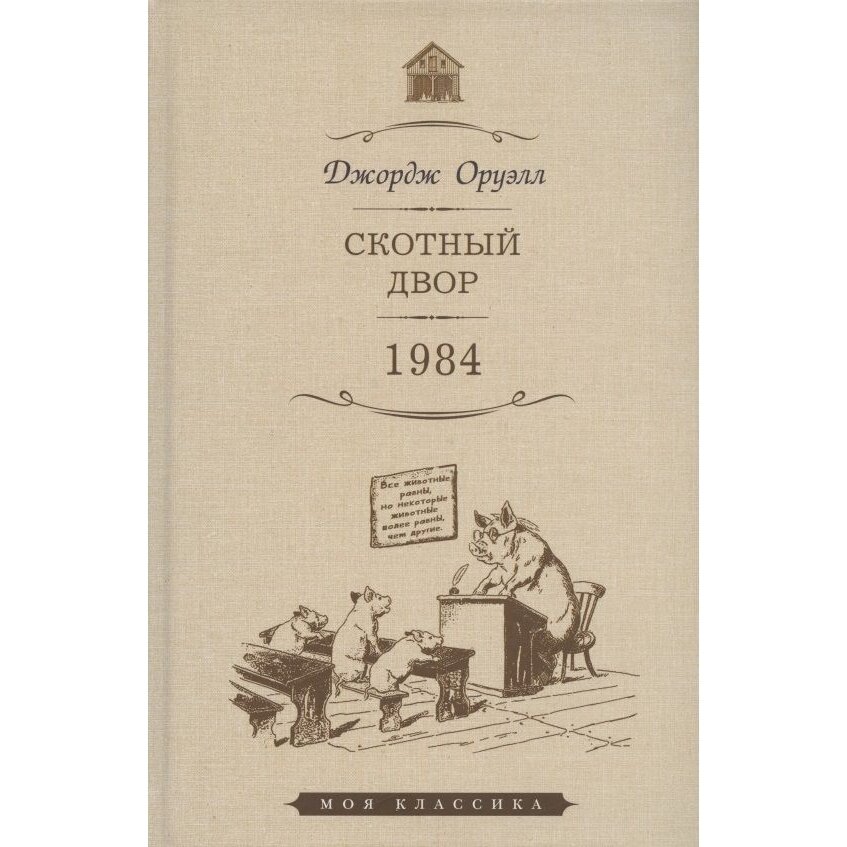 Джордж Оруэлл
СКОТНЫЙ
ДВОР
1984
Все животные
равны,
но некоторые
животные
более равны,
чем другие.
МОЯ КЛАССИКА